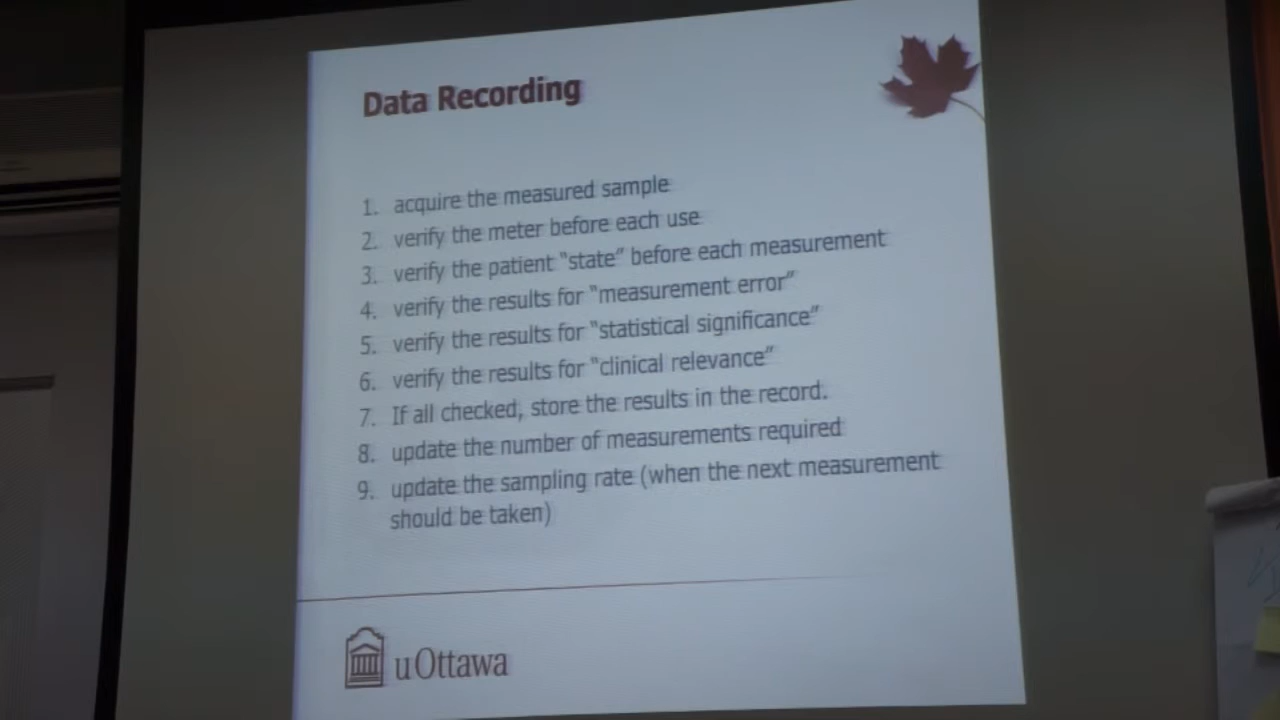 Data Recording
1. acquire the measured sample
2. verify the meter before each use
3. verify the patient “state” before each measurement
4. verify the results for “measurement error”
5. verify the results for “statistical significance”
6. verify the results for “clinical relevance”
7. If all checked, store the results in the record.
8. update the number of measurements required
9. update the sampling rate (when the next measurement
should be taken)
uOttawa